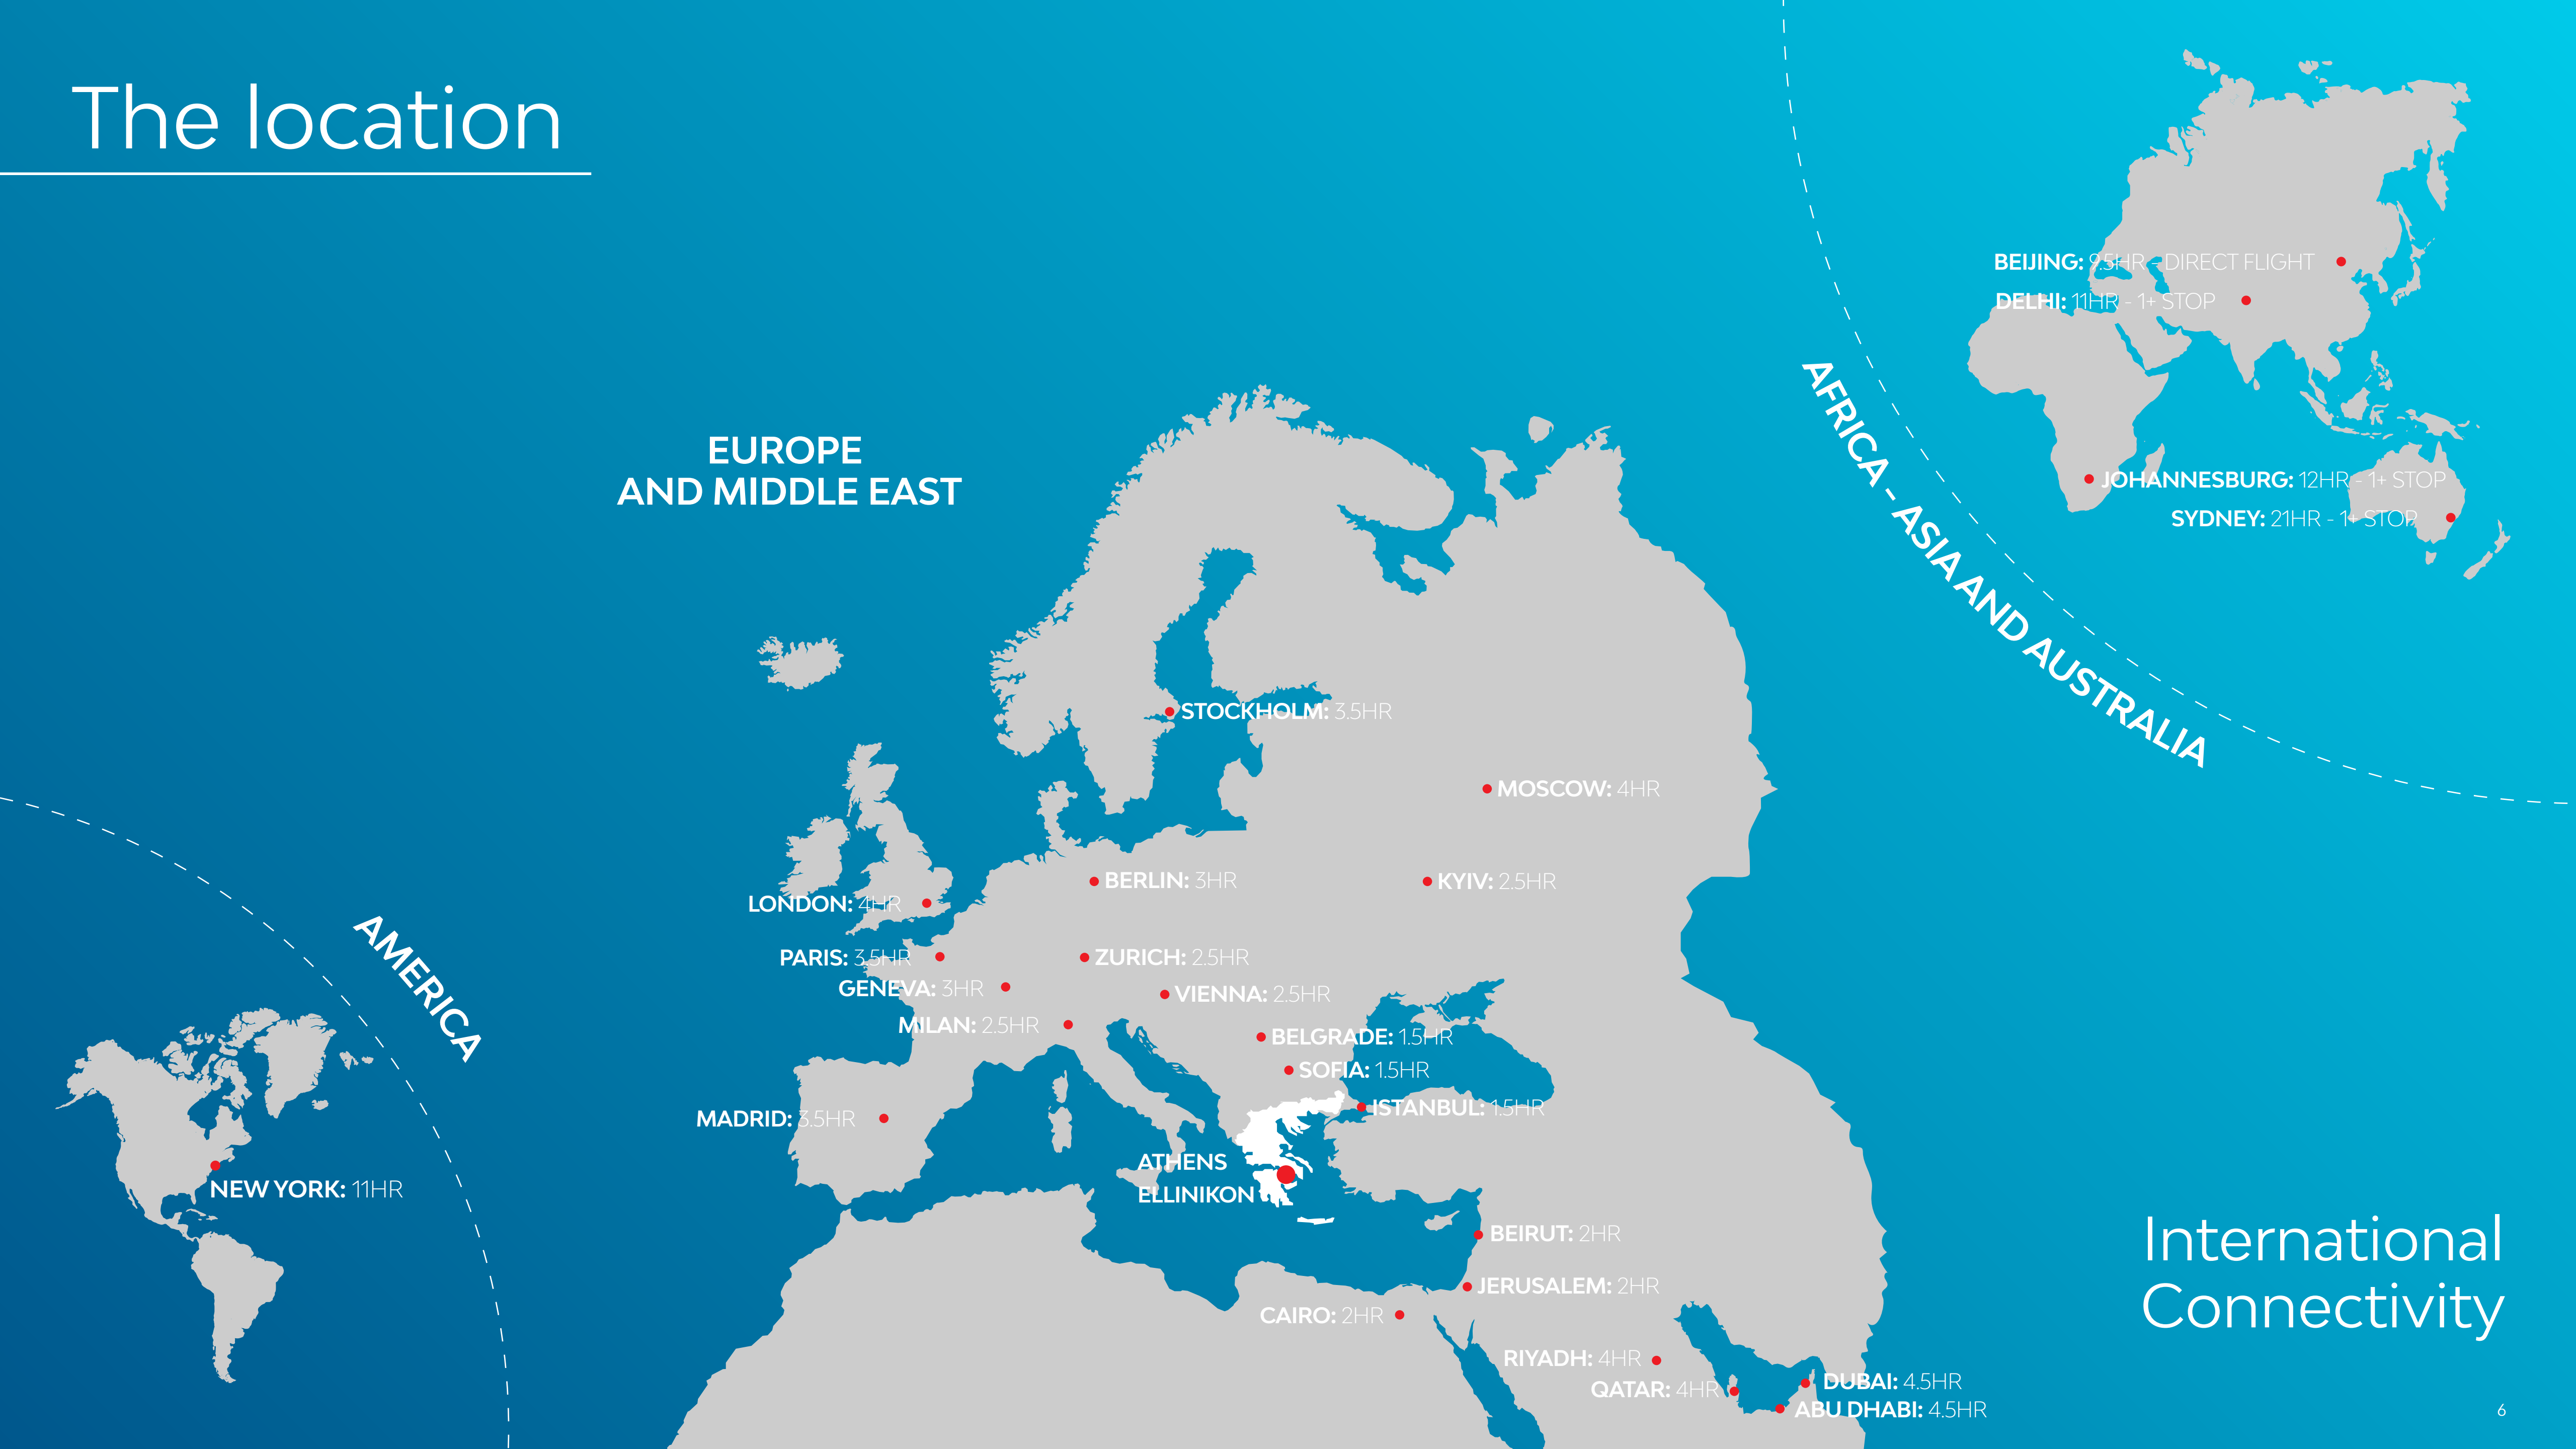 The location
EUROPE
AND MIDDLE EAST
AFRICA - ASIA AND AUSTRALIA
BEIJING: 9.5HR - DIRECT FLIGHT
DELHI: 11HR - 1+ STOP
JOHANNESBURG: 12HR - 1+ STOP
SYDNEY: 21HR - 1+ STOP
STOCKHOLM: 3.5HR
MOSCOW: 4HR
BERLIN: 3HR
KYIV: 2.5HR
LONDON: 4HR
PARIS: 3.5HR
ZURICH: 2.5HR
GENEVA: 3HR
VIENNA: 2.5HR
MILAN: 2.5HR
BELGRADE: 1.5HR
SOFIA: 1.5HR
ISTANBUL: 1.5HR
MADRID: 3.5HR
ATHENS
ELLINIKON
AMERICA
NEW YORK: 11HR
BEIRUT: 2HR
JERUSALEM: 2HR
CAIRO: 2HR
RIYADH: 4HR
QATAR: 4HR
DUBAI: 4.5HR
ABU DHABI: 4.5HR
International
Connectivity
6